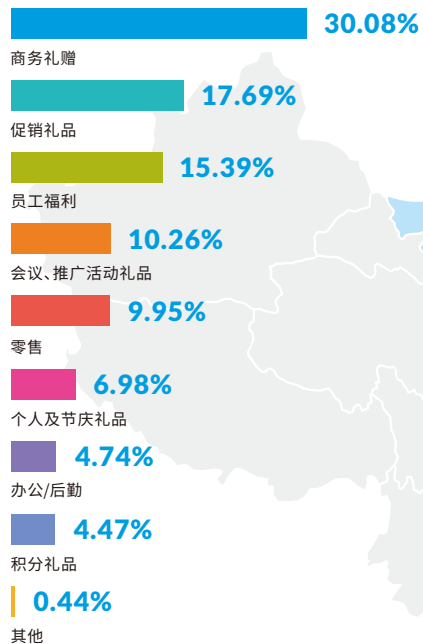 30.08%
商务礼赠
17.69%
促销礼品
15.39%
员工福利
10.26%
会议、推广活动礼品
9.95%
零售
6.98%
个人及节庆礼品
4.74%
办公/后勤
4.47%
积分礼品
0.44%
其他